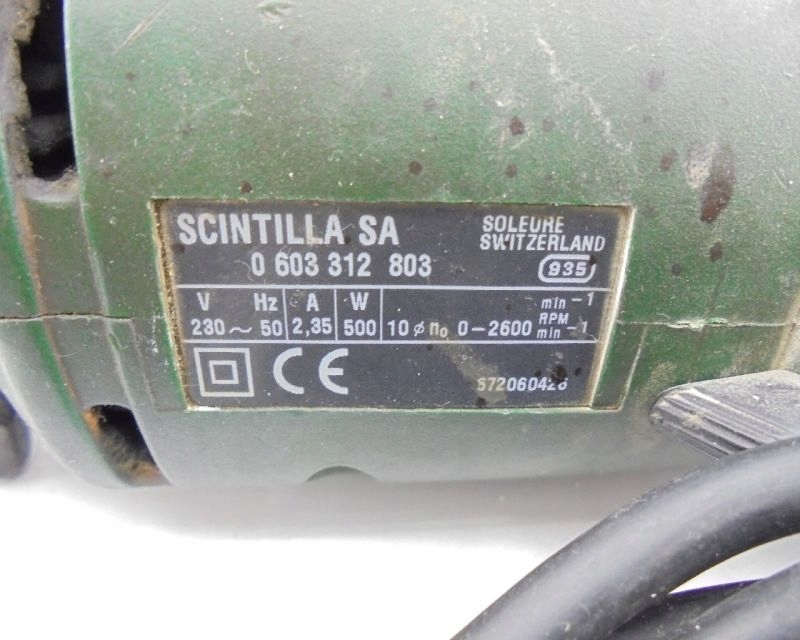 SCINTILLA SA
SOLEURE
SWITZERLAND
0 603 312 803
935
V Hz A W min-1
230~ 50 2,35 500 10 ø n₀ 0-2600 RPM
min-1
CE